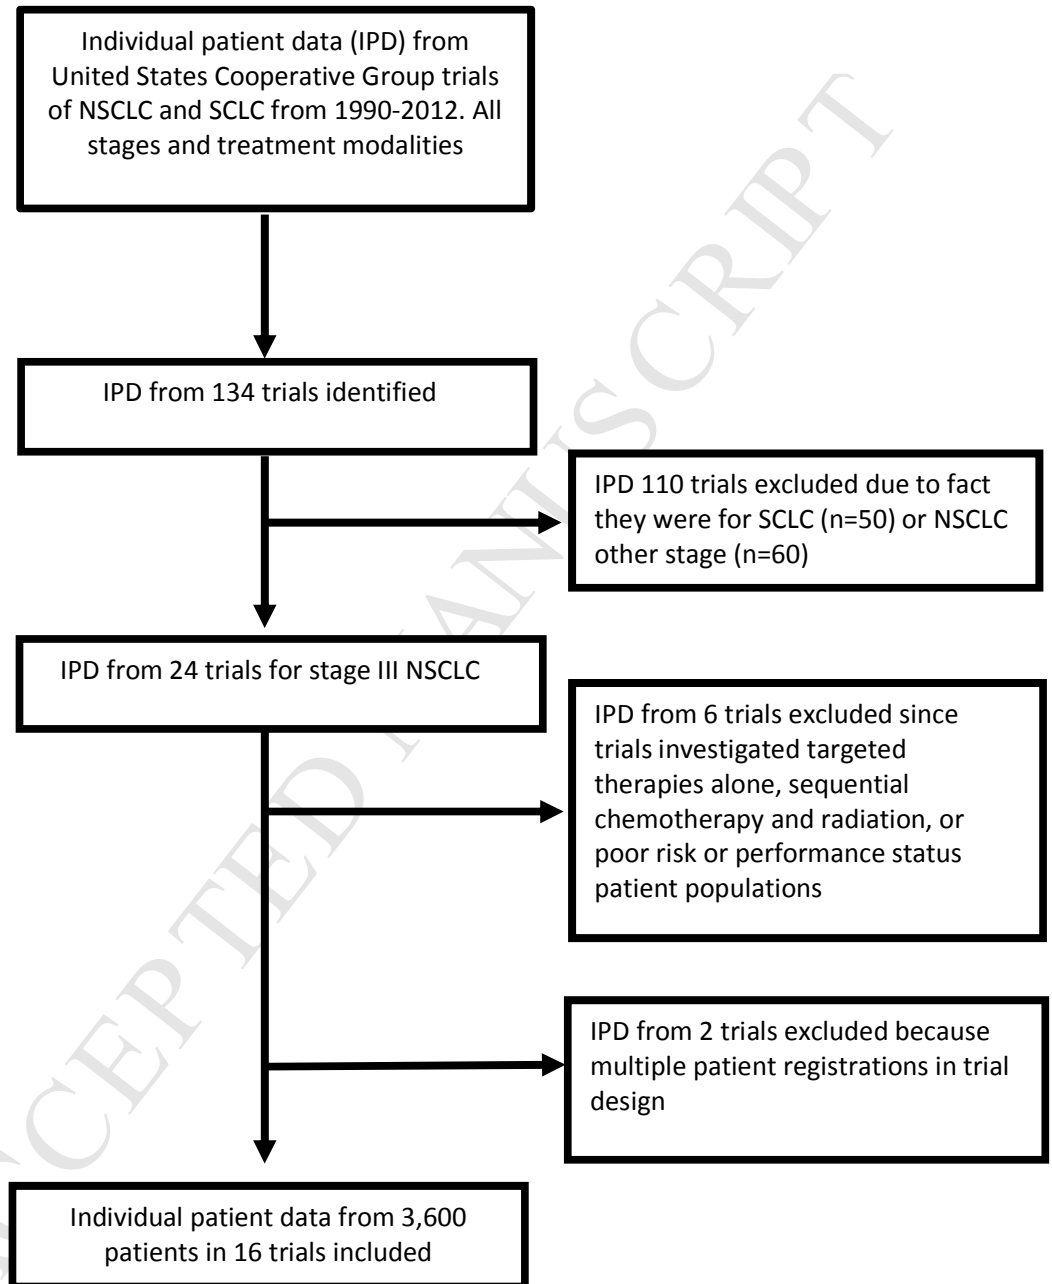 Individual patient data (IPD) from
United States Cooperative Group trials
of NSCLC and SCLC from 1990-2012. All
stages and treatment modalities
IPD from 134 trials identified
IPD 110 trials excluded due to fact
they were for SCLC (n=50) or NSCLC
other stage (n=60)
IPD from 24 trials for stage III NSCLC
IPD from 6 trials excluded since
trials investigated targeted
therapies alone, sequential
chemotherapy and radiation, or
poor risk or performance status
patient populations
IPD from 2 trials excluded because
multiple patient registrations in trial
design
Individual patient data from 3,600
patients in 16 trials included
CCEPTED MANUSCRIPT